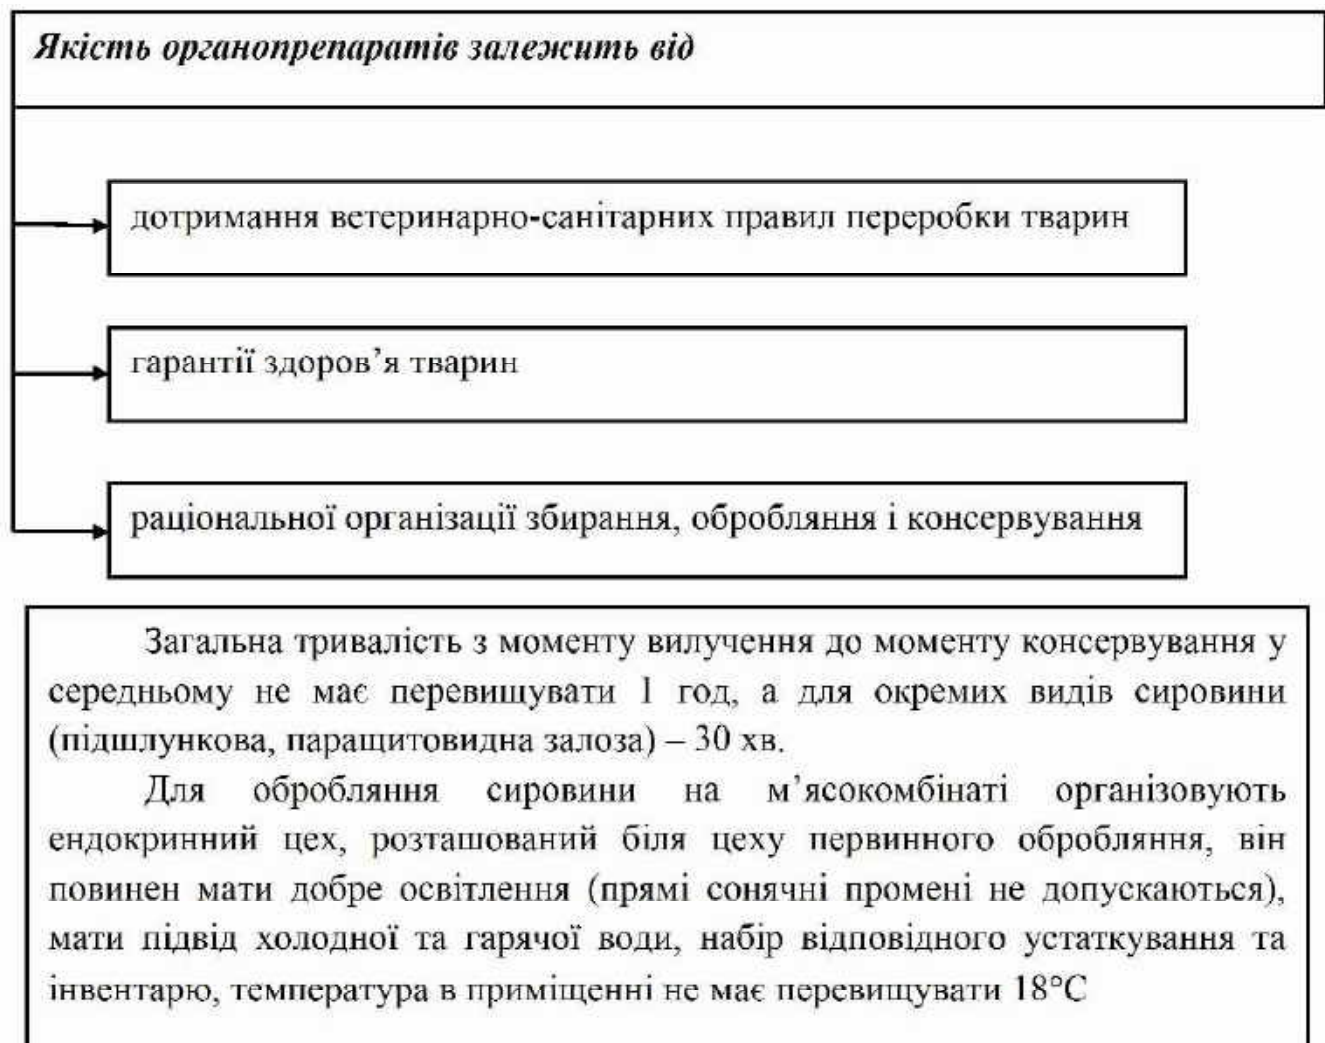 Якість органопрепаратів залежить від
дотримання ветеринарно-санітарних правил переробки тварин
гарантії здоров’я тварин
раціональної організації збирання, обробляння і консервування
Загальна тривалість з моменту вилучення до моменту консервування у
середньому не має перевищувати 1 год, а для окремих видів сировини
(підшлункова, паращитовидна залоза) – 30 хв.
Для обробляння сировини на м’ясокомбінаті організовують
ендокринний цех, розташований біля цеху первинного обробляння, він
повинен мати добре освітлення (прямі сонячні промені не допускаються),
мати підвід холодної та гарячої води, набір відповідного устаткування та
інвентарю, температура в приміщенні не має перевищувати 18°С